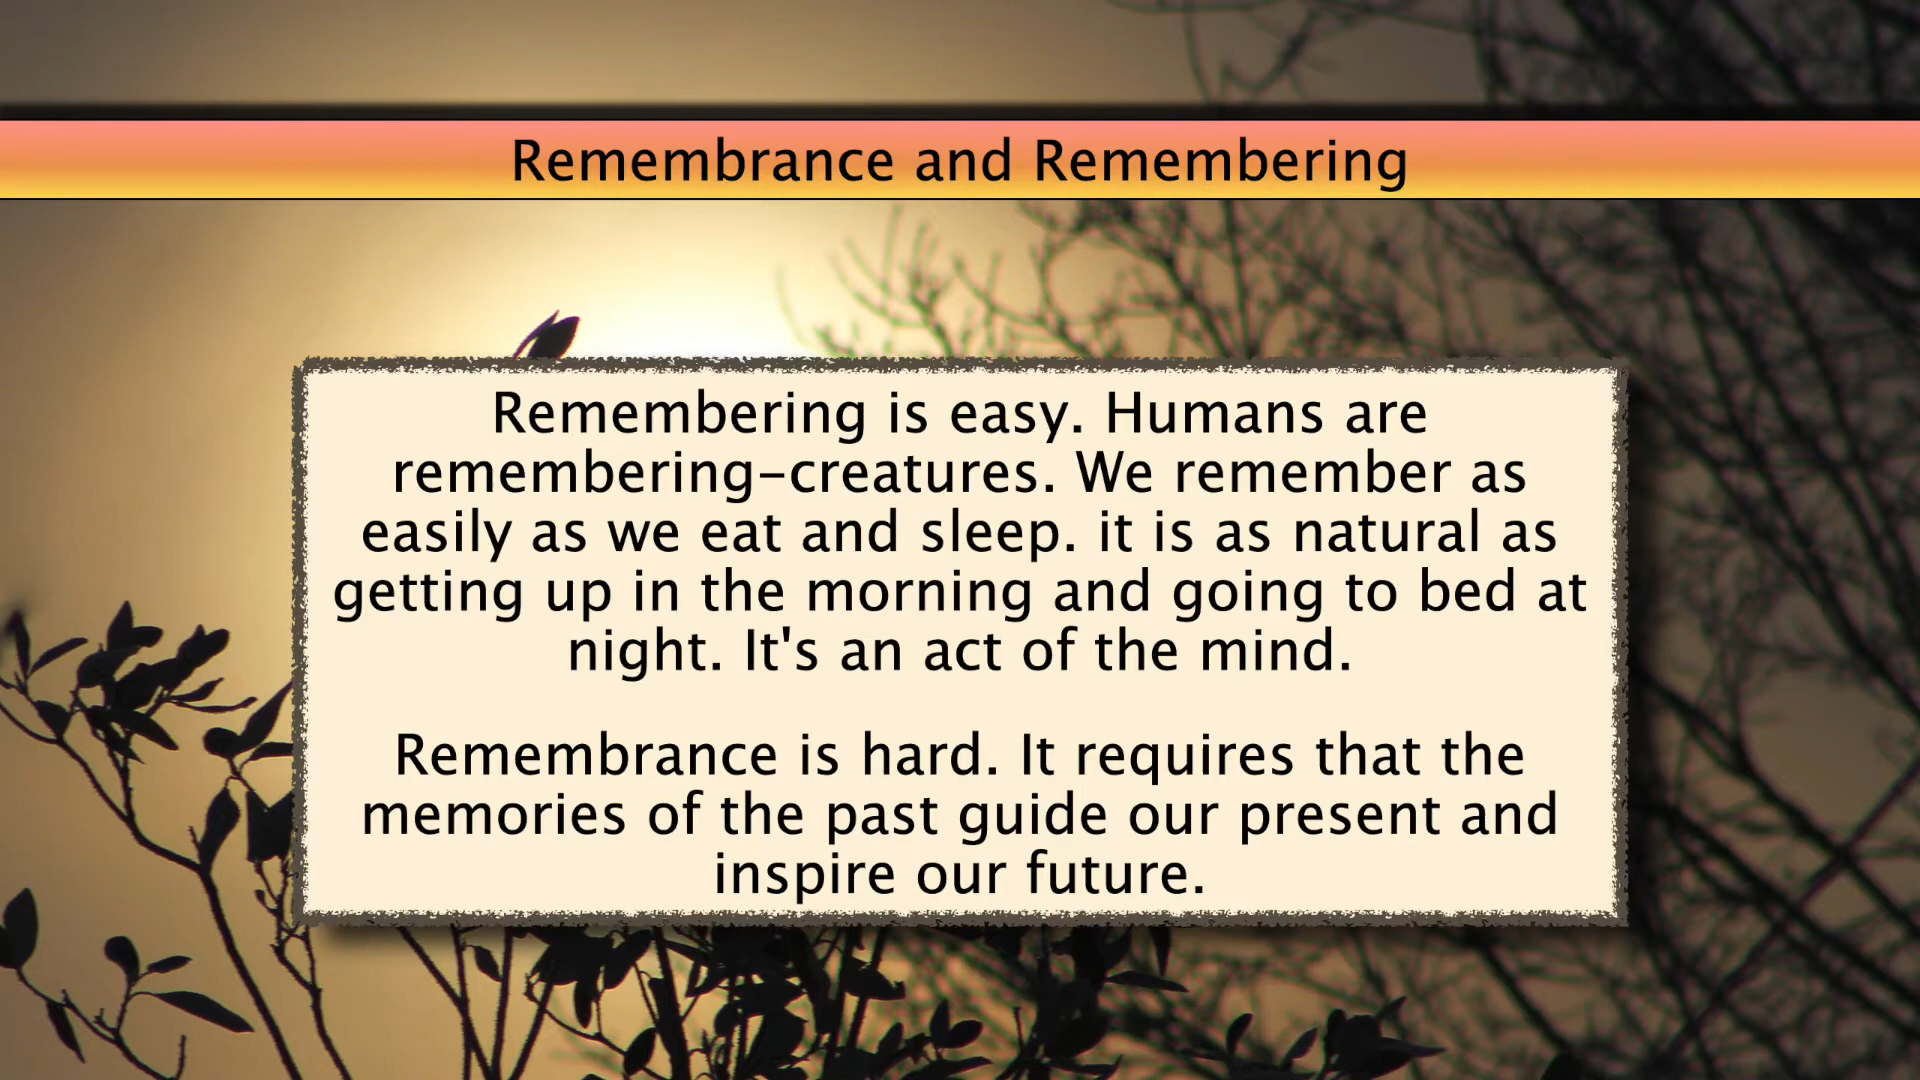 Remembrance and Remembering
Remembering is easy. Humans are
remembering-creatures. We remember as
easily as we eat and sleep. it is as natural as
getting up in the morning and going to bed at
night. It's an act of the mind.
Remembrance is hard. It requires that the
memories of the past guide our present and
inspire our future.